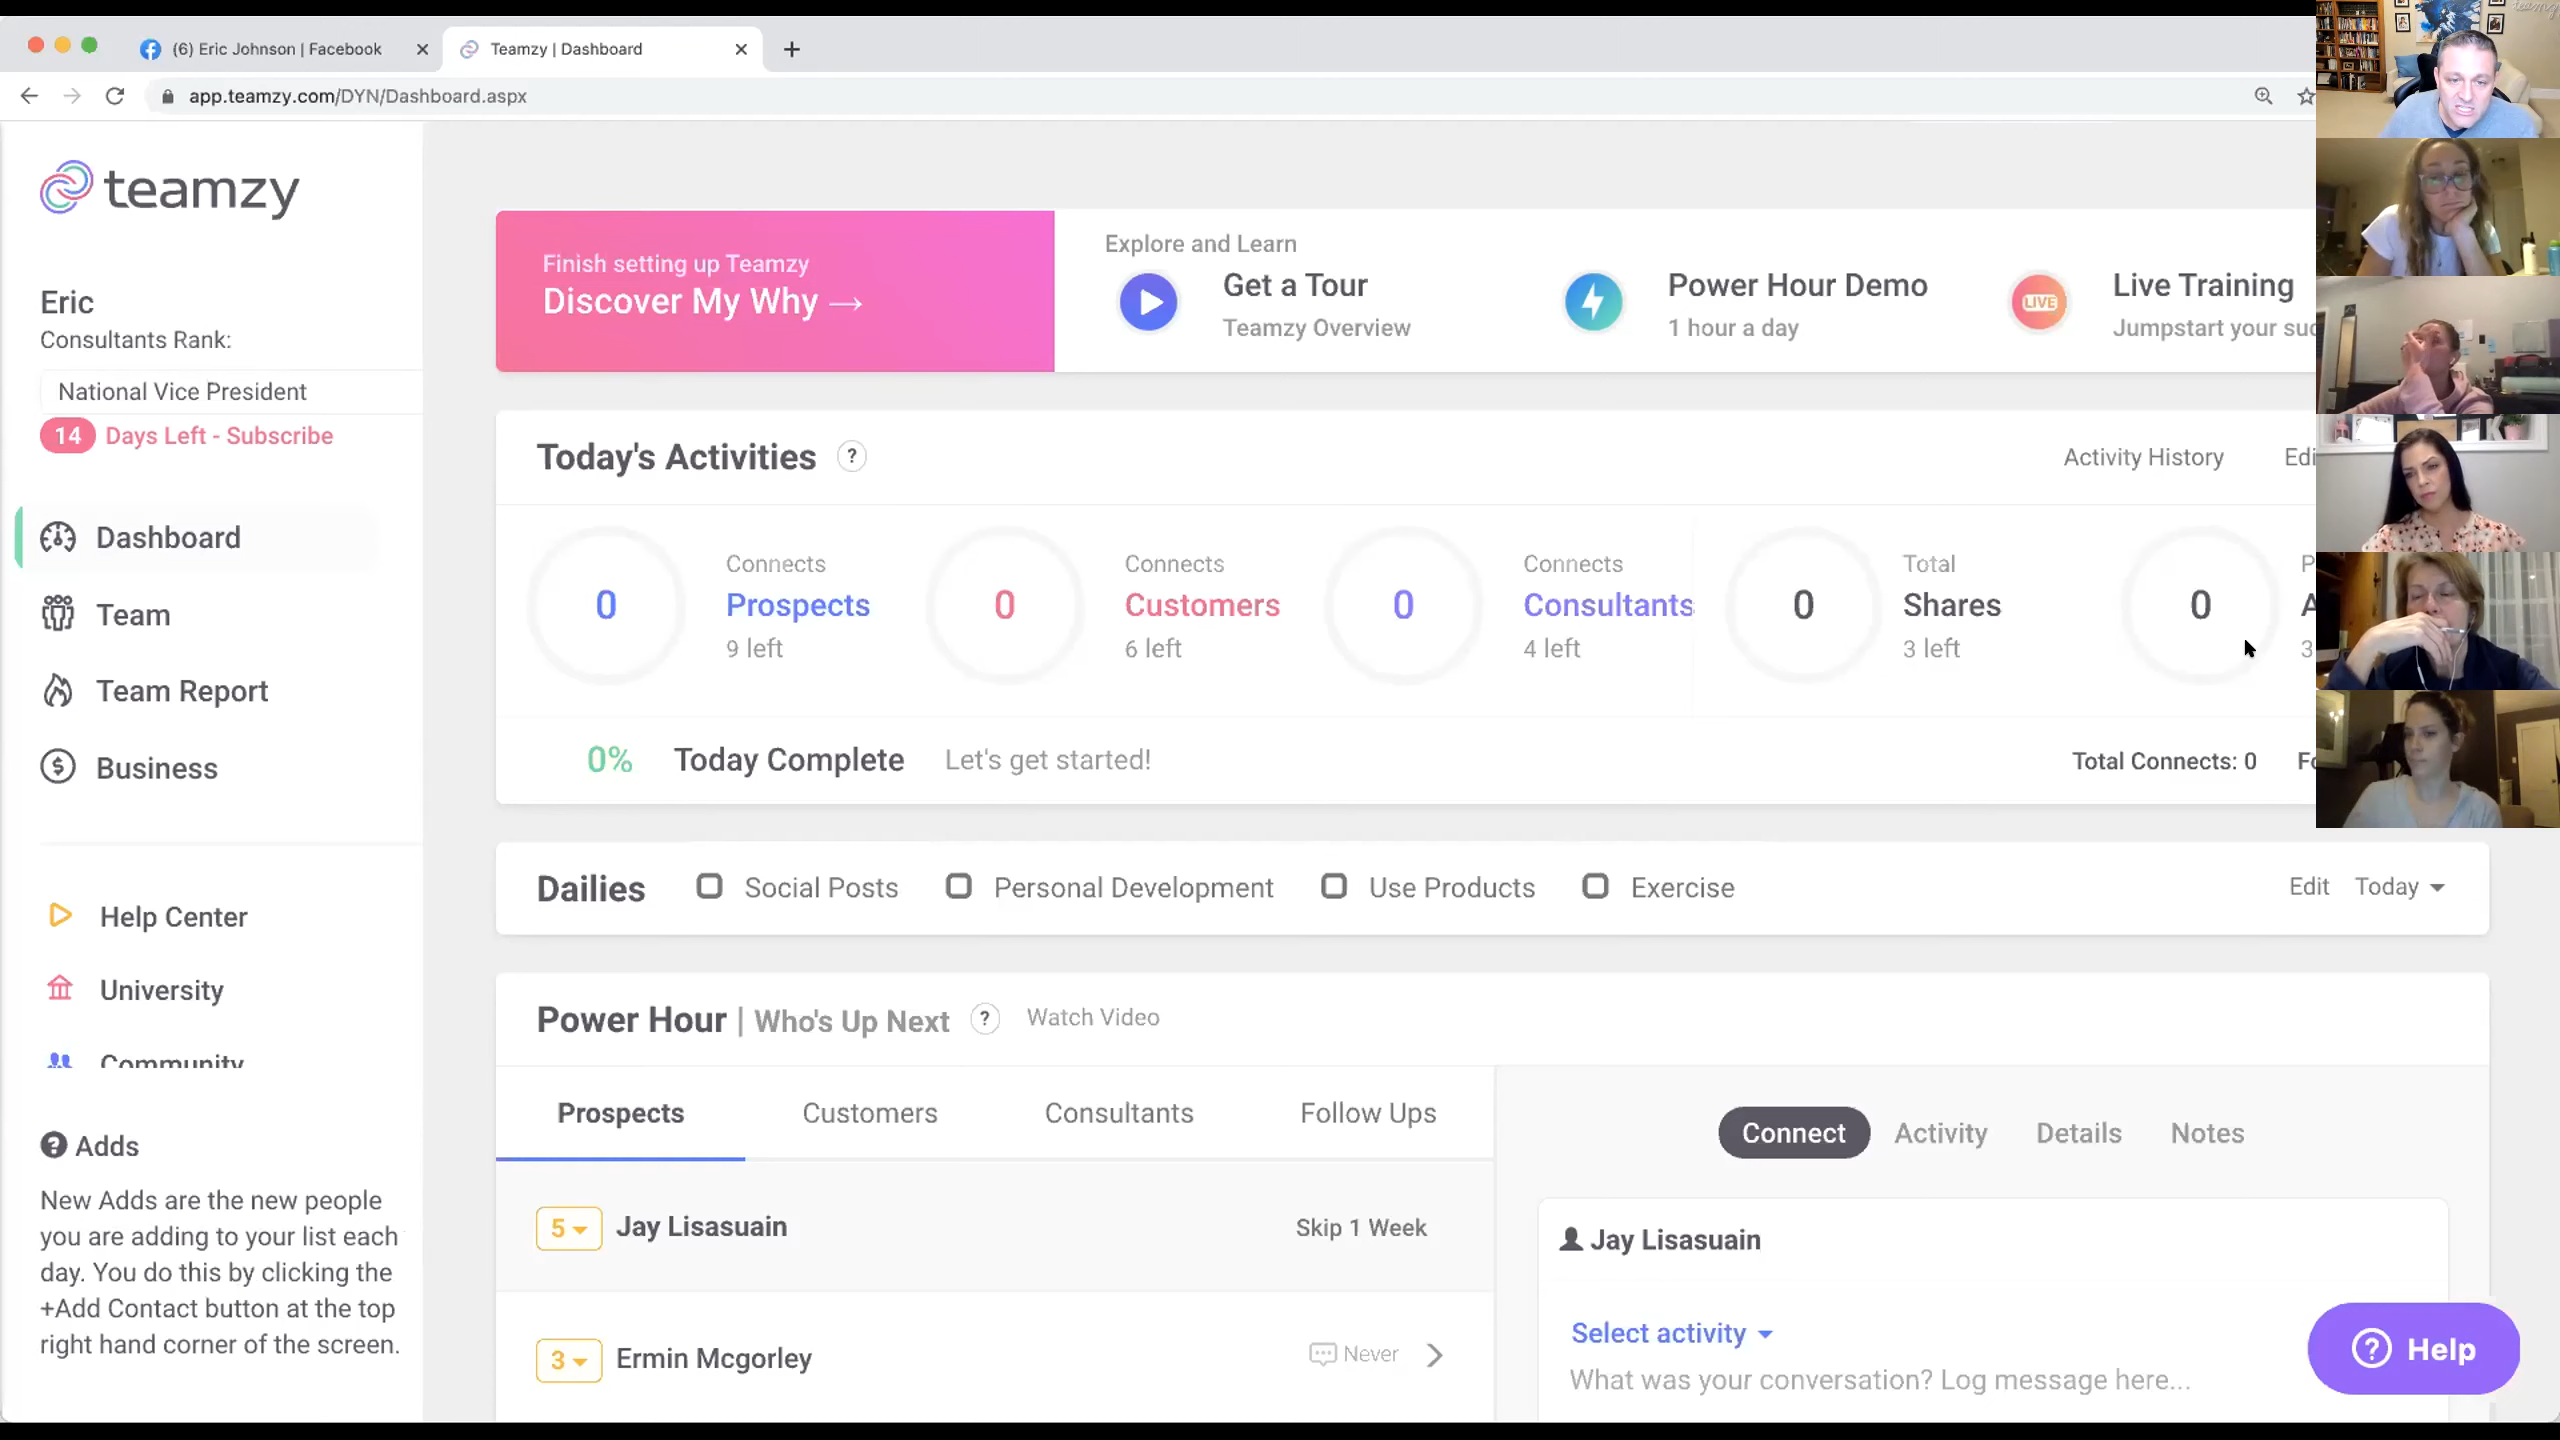 (6) Eric Johnson | Facebook
Teamzy | Dashboard
app.teamzy.com/DYN/Dashboard.aspx
teamzy
Eric
Consultants Rank:
National Vice President
14 Days Left - Subscribe
Dashboard
Team
Team Report
Business
Help Center
University
Community
Adds
New Adds are the new people
you are adding to your list each
day. You do this by clicking the
+Add Contact button at the top
right hand corner of the screen.
Finish setting up Teamzy
Discover My Why →
Explore and Learn
Get a Tour
Teamzy Overview
Power Hour Demo
1 hour a day
LIVE
Live Training
Jumpstart your suc
Today's Activities ?
Activity History
Edi
0 Connects Prospects 9 left
0 Connects Customers 6 left
0 Connects Consultants 4 left
0 Total Shares 3 left
0 P A 3
0% Today Complete Let's get started!
Total Connects: 0 Fo
Dailies Social Posts Personal Development Use Products Exercise
Edit Today
Power Hour | Who's Up Next ? Watch Video
Prospects Customers Consultants Follow Ups
5 Jay Lisasuain Skip 1 Week
3 Ermin Mcgorley Never
Connect Activity Details Notes
Jay Lisasuain
Select activity
What was your conversation? Log message here...
? Help